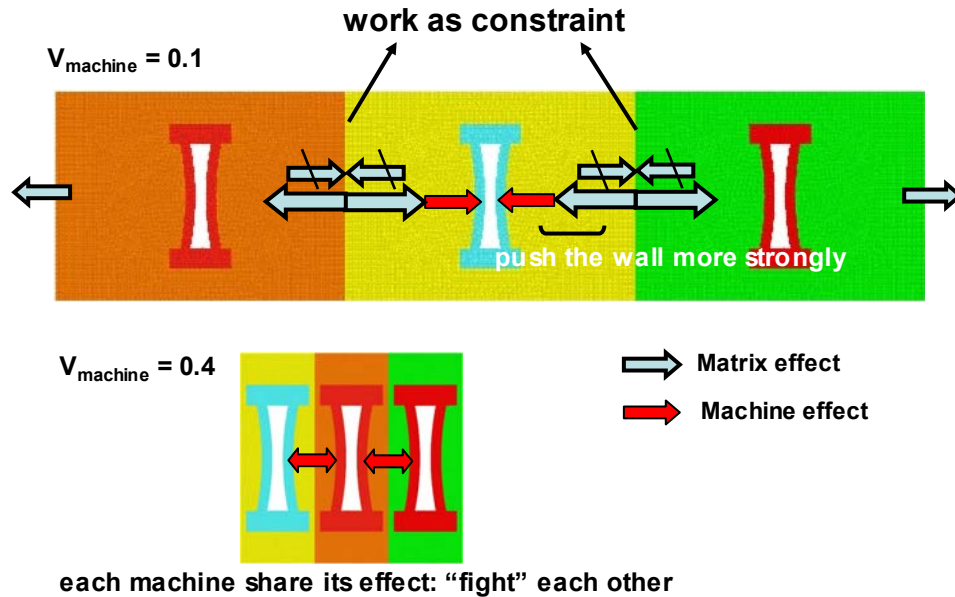 work as constraint
Vmachine = 0.1
push the wall more strongly
Vmachine = 0.4
Matrix effect
Machine effect
each machine share its effect: “fight” each other